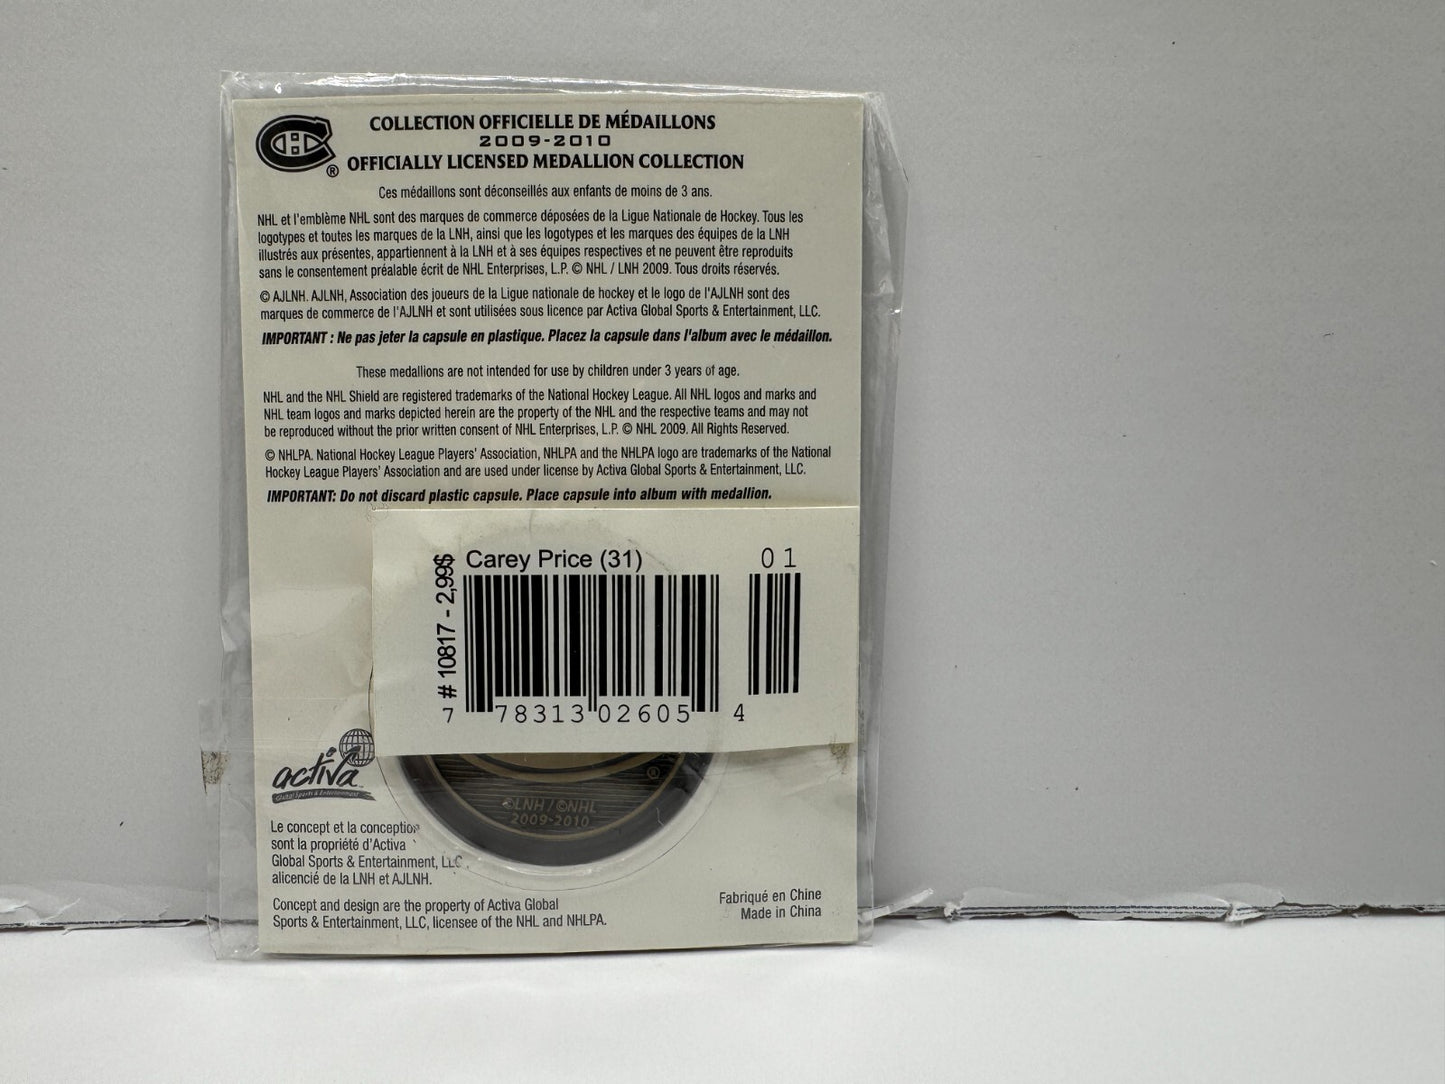 COLLECTION OFFICIELLE DE MÉDAILLONS
2009-2010
OFFICIALLY LICENSED MEDALLION COLLECTION
CH ®
Ces médaillons sont déconseillés aux enfants de moins de 3 ans.
NHL et l'emblème NHL sont des marques de commerce déposées de la Ligue Nationale de Hockey. Tous les
logotypes et toutes les marques de la LNH, ainsi que les logotypes et les marques des équipes de la LNH
illustrés aux présentes, appartiennent à la LNH et à ses équipes respectives et ne peuvent être reproduits
sans le consentement préalable écrit de NHL Enterprises, L.P. © NHL / LNH 2009. Tous droits réservés.
© AJLNH. AJLNH, Association des joueurs de la Ligue nationale de hockey et le logo de l'AJLNH sont des
marques de commerce de l'AJLNH et sont utilisées sous licence par Activa Global Sports & Entertainment, LLC.
IMPORTANT : Ne pas jeter la capsule en plastique. Placez la capsule dans l'album avec le médaillon.
These medallions are not intended for use by children under 3 years of age.
NHL and the NHL Shield are registered trademarks of the National Hockey League. All NHL logos and marks and
NHL team logos and marks depicted herein are the property of the NHL and the respective teams and may not
be reproduced without the prior written consent of NHL Enterprises, L.P. © NHL 2009. All Rights Reserved.
© NHLPA. National Hockey League Players' Association, NHLPA and the NHLPA logo are trademarks of the National
Hockey League Players' Association and are used under license by Activa Global Sports & Entertainment, LLC.
IMPORTANT: Do not discard plastic capsule. Place capsule into album with medallion.
Carey Price (31)
01
# 10817 - 2,99$
7 78313 02605 4
®
©LNH / ©NHL
2009-2010
activa
Global Sports & Entertainment
Le concept et la conception
sont la propriété d'Activa
Global Sports & Entertainment, LLC
alicencié de la LNH et AJLNH.
Concept and design are the property of Activa Global
Sports & Entertainment, LLC, licensee of the NHL and NHLPA.
Fabriqué en Chine
Made in China